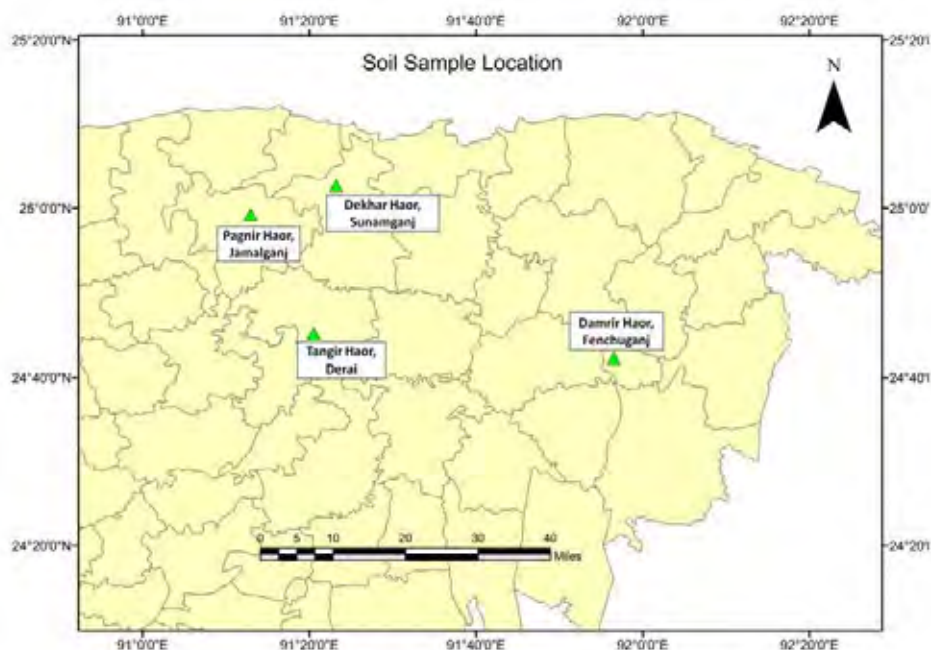 91°0'0"E 91°20'0"E 91°40'0"E 92°0'0"E 92°20'0"E
25°20'0"N
Soil Sample Location
N
Dekhar Haor,
Sunamganj
Pagnir Haor,
Jamalganj
Damrir Haor,
Fenchuganj
Tangir Haor,
Derai
24°40'0"N
24°20'0"N
0 5 10 20 30 40
Miles
91°0'0"E 91°20'0"E 91°40'0"E 92°0'0"E 92°20'0"E